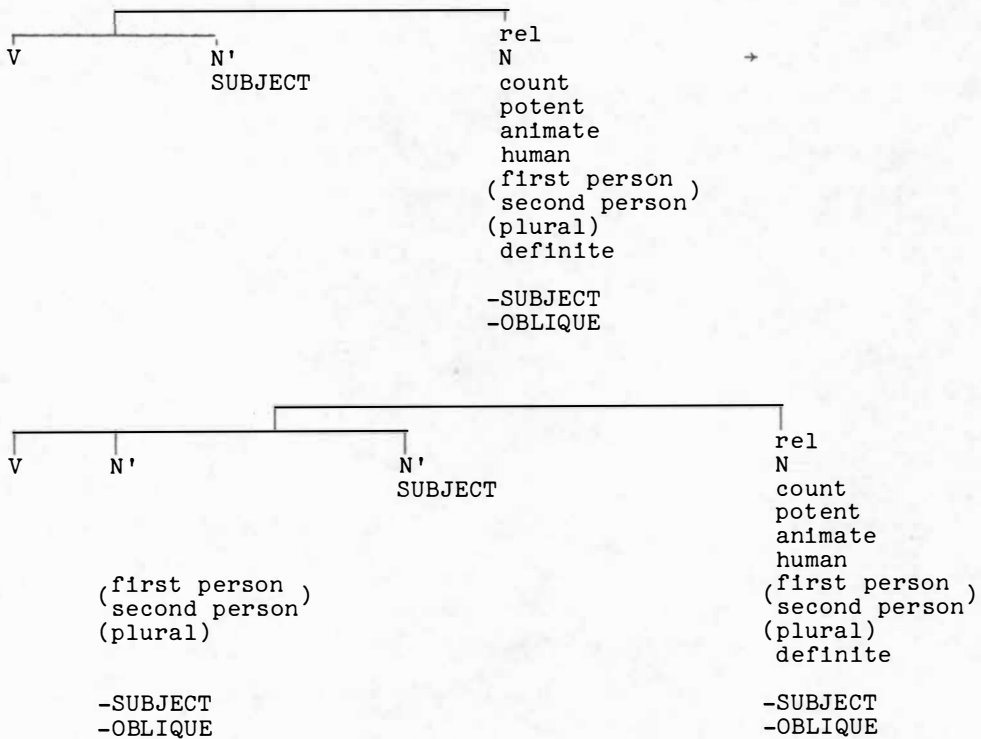 rel
V N' N →
SUBJECT count
potent
animate
human
(first person
second person)
(plural)
definite
-SUBJECT
-OBLIQUE
rel
V N' N' N
SUBJECT count
potent
animate
human
(first person (first person
second person) second person)
(plural) (plural)
definite
-SUBJECT -SUBJECT
-OBLIQUE -OBLIQUE